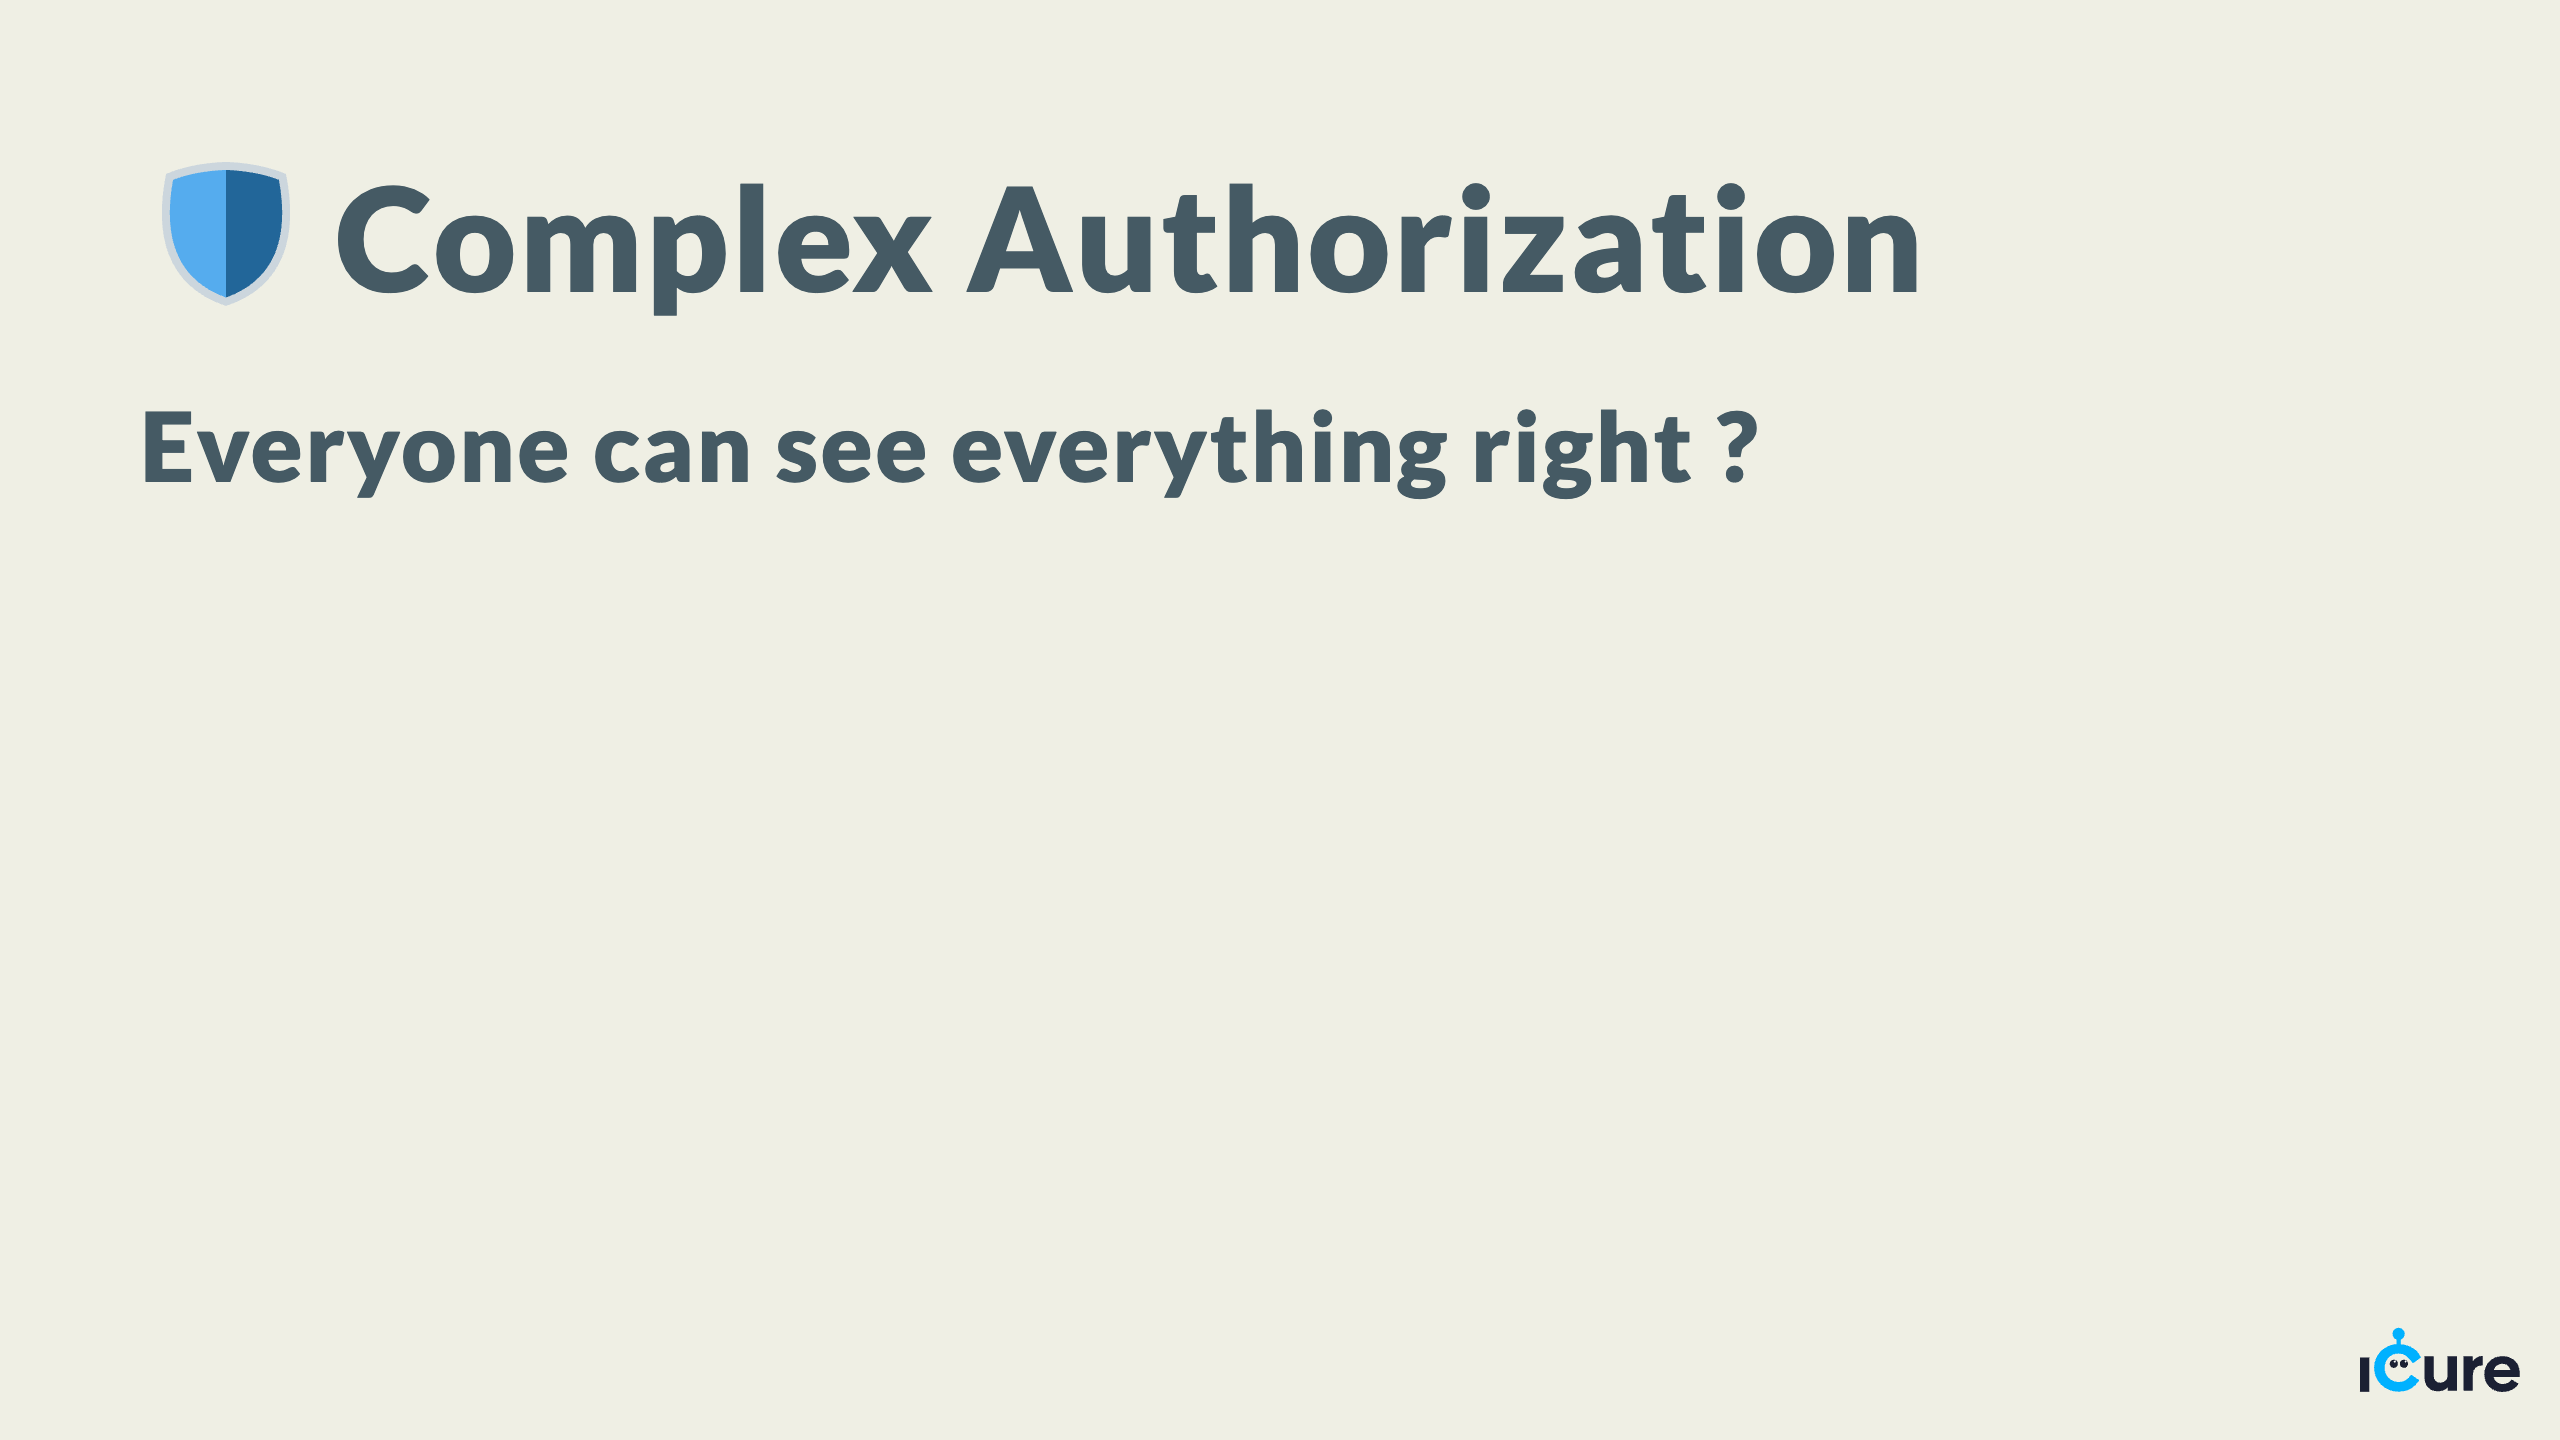 Complex Authorization
Everyone can see everything right ?
iCure